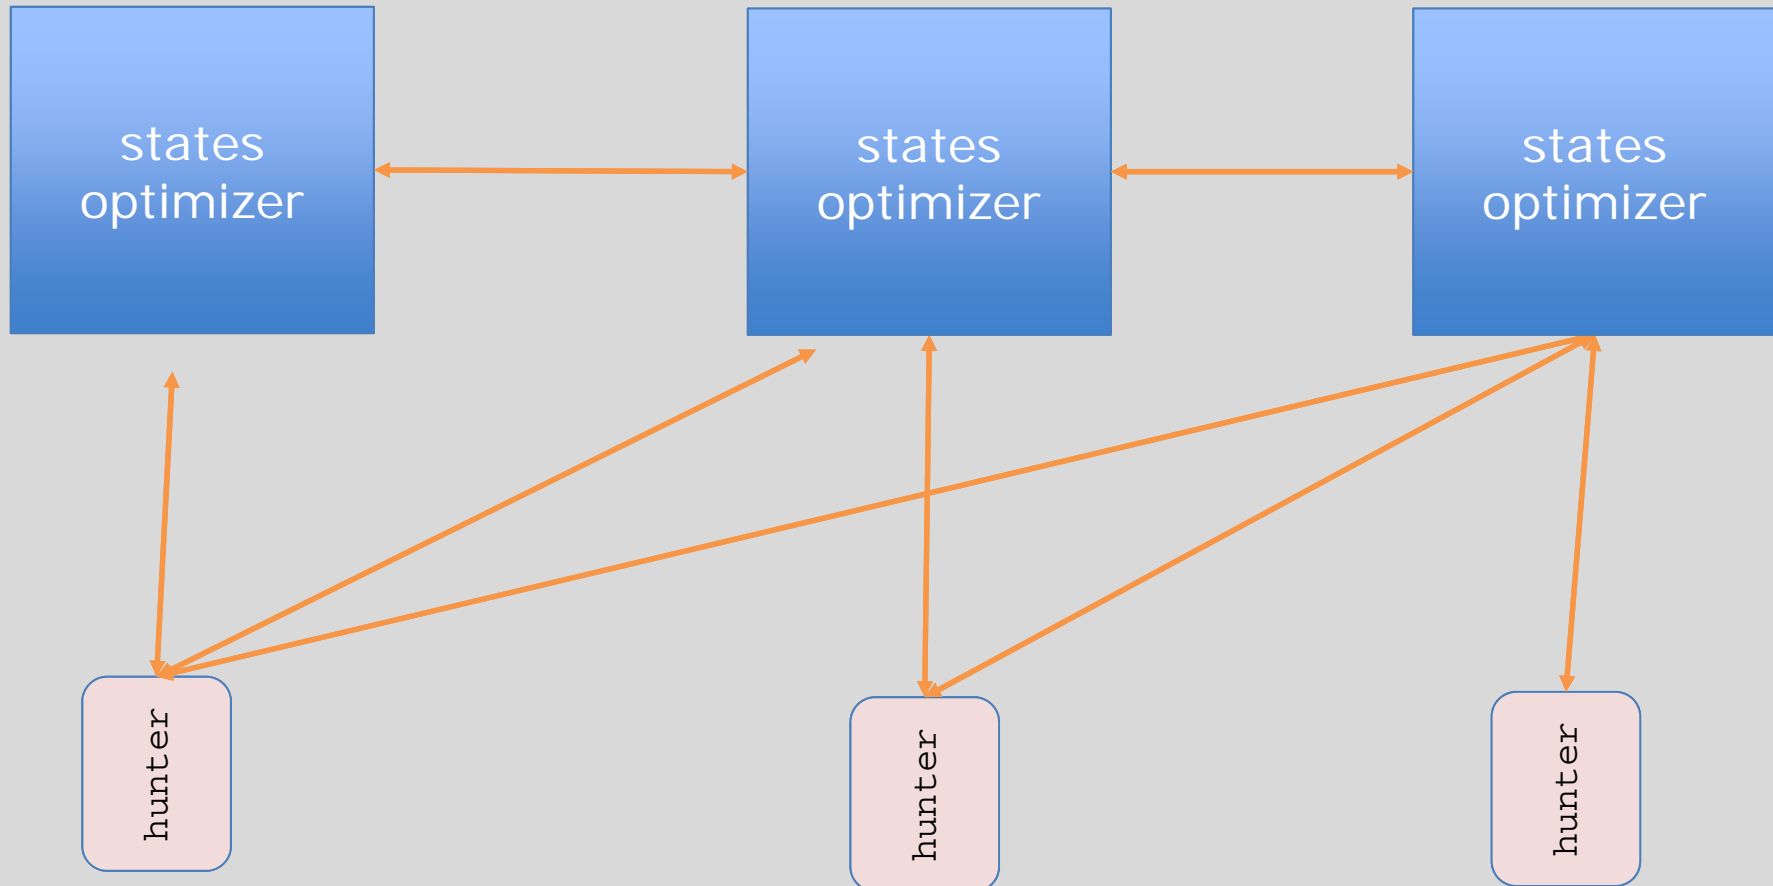 states
optimizer
states
optimizer
states
optimizer
hunter
hunter
hunter